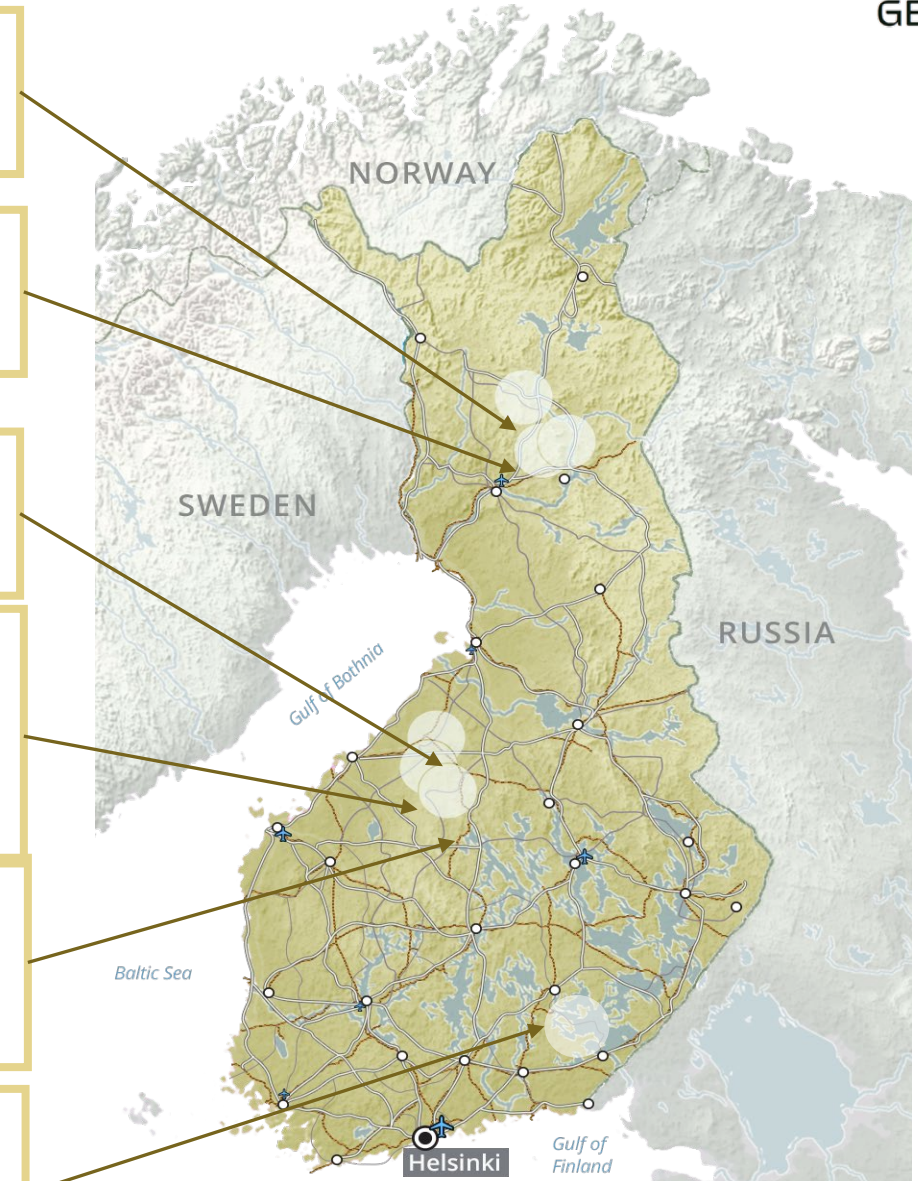 GE
NORWAY
SWEDEN
RUSSIA
Gulf of Bothnia
Baltic Sea
Gulf of
Finland
Helsinki